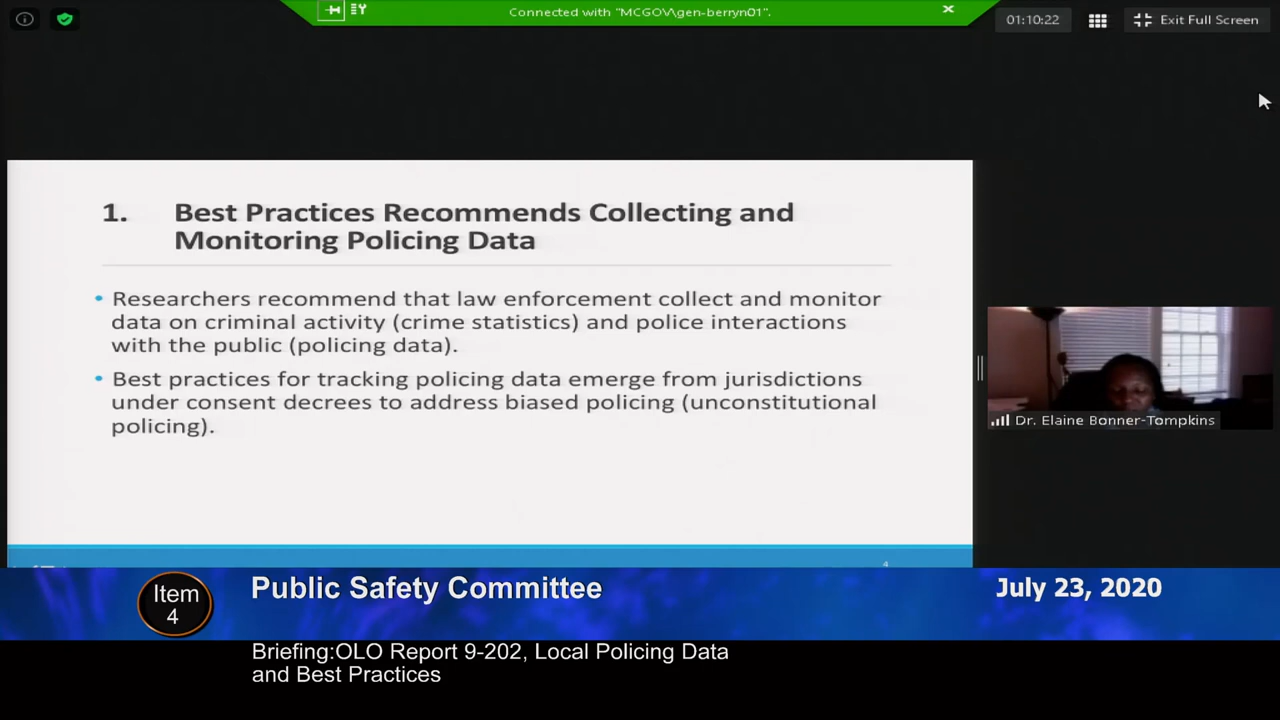 Connected with "MCGOV\gen-berryn01".
01:10:22
Exit Full Screen
1. Best Practices Recommends Collecting and
Monitoring Policing Data
• Researchers recommend that law enforcement collect and monitor
data on criminal activity (crime statistics) and police interactions
with the public (policing data).
• Best practices for tracking policing data emerge from jurisdictions
under consent decrees to address biased policing (unconstitutional
policing).
4
Dr. Elaine Bonner-Tompkins
Item
4
Public Safety Committee
July 23, 2020
Briefing:OLO Report 9-202, Local Policing Data
and Best Practices